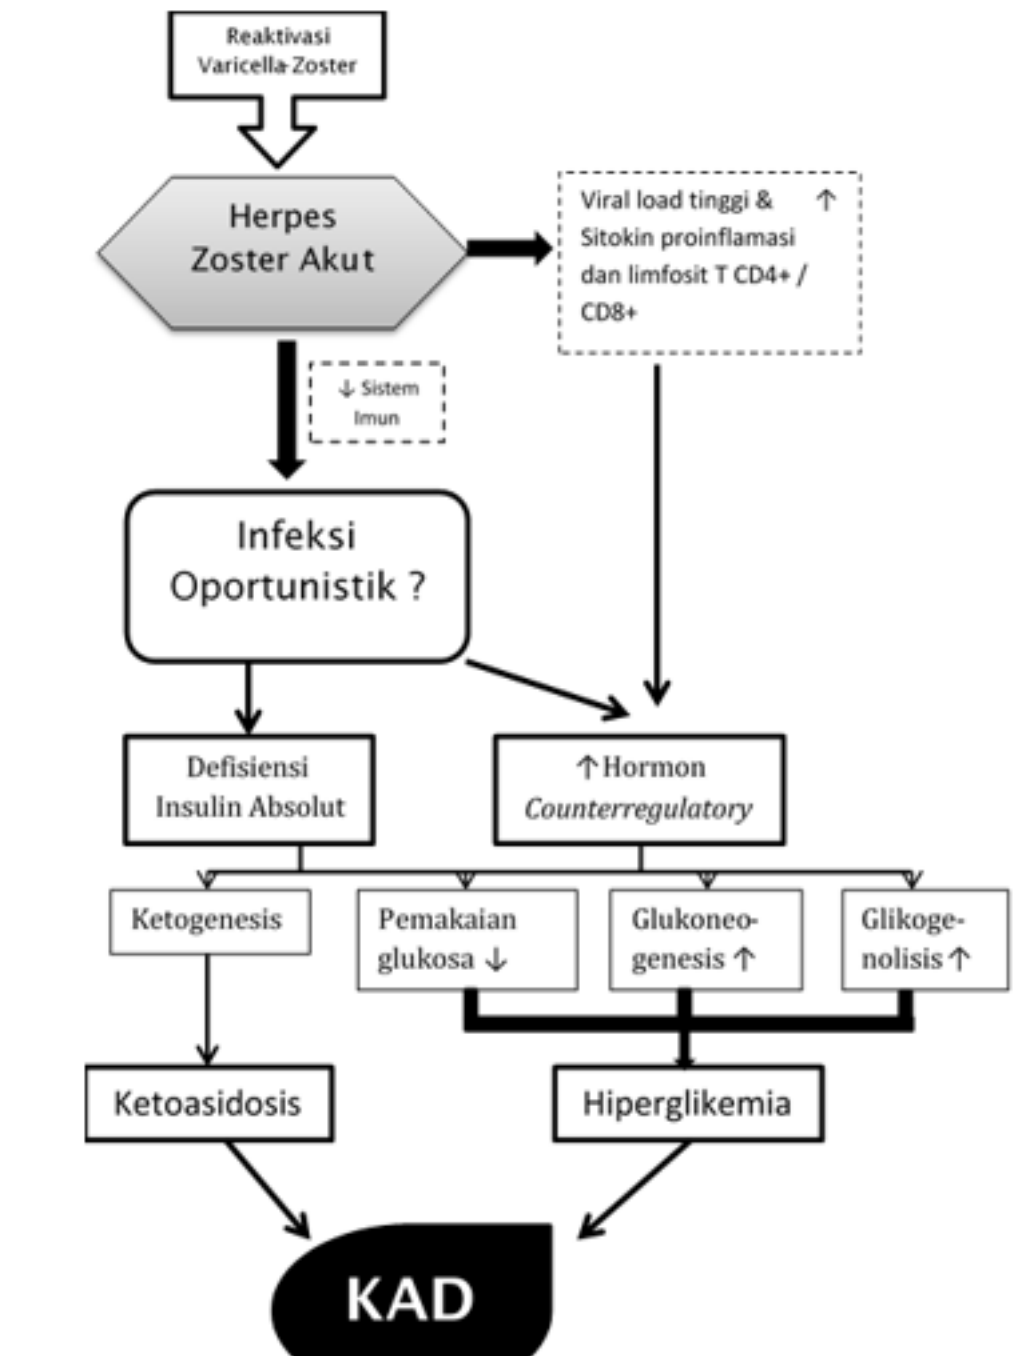 Reaktivasi
Varicella-Zoster
Herpes
Zoster Akut
Viral load tinggi & ↑
Sitokin proinflamasi
dan limfosit T CD4+ /
CD8+
↓ Sistem
Imun
Infeksi
Oportunistik ?
Defisiensi
Insulin Absolut
↑Hormon
Counterregulatory
Ketogenesis
Pemakaian
glukosa ↓
Glukoneo-
genesis ↑
Glikoge-
nolisis ↑
Ketoasidosis
Hiperglikemia
KAD